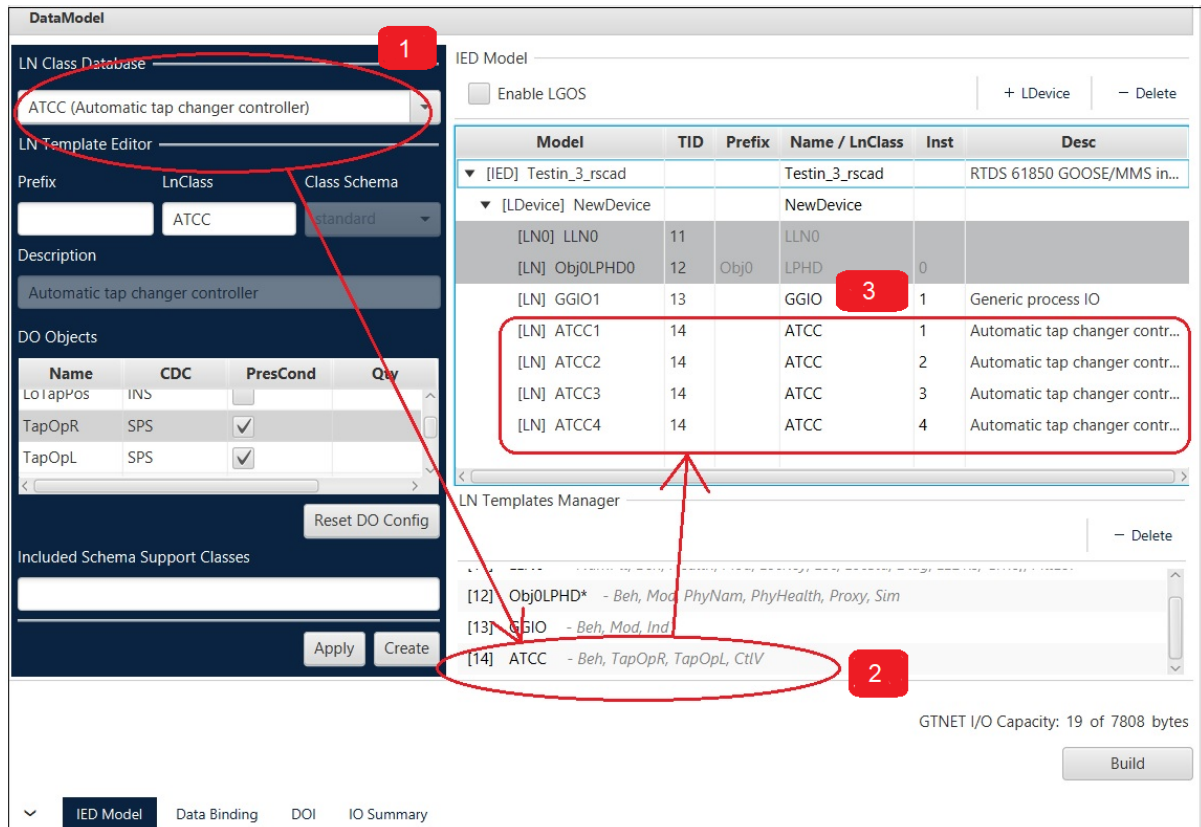 DataModel
1
LN Class Database
ATCC (Automatic tap changer controller)
LN Template Editor
Prefix LnClass Class Schema
ATCC standard
Description
Automatic tap changer controller
DO Objects
Name CDC PresCond Qty
LoTapPos INS
TapOpR SPS
TapOpL SPS
Reset DO Config
Included Schema Support Classes
Apply Create
IED Model
Enable LGOS + LDevice − Delete
Model TID Prefix Name / LnClass Inst Desc
[IED] Testin_3_rscad Testin_3_rscad RTDS 61850 GOOSE/MMS in...
[LDevice] NewDevice NewDevice
[LN0] LLN0 11 LLN0
[LN] Obj0LPHD0 12 Obj0 LPHD 0
3
[LN] GGIO1 13 GGIO 1 Generic process IO
[LN] ATCC1 14 ATCC 1 Automatic tap changer contr...
[LN] ATCC2 14 ATCC 2 Automatic tap changer contr...
[LN] ATCC3 14 ATCC 3 Automatic tap changer contr...
[LN] ATCC4 14 ATCC 4 Automatic tap changer contr...
LN Templates Manager
− Delete
[12] Obj0LPHD* - Beh, Mod, PhyNam, PhyHealth, Proxy, Sim
[13] GGIO - Beh, Mod, Ind
[14] ATCC - Beh, TapOpR, TapOpL, CtlV
2
GTNET I/O Capacity: 19 of 7808 bytes
Build
IED Model Data Binding DOI IO Summary